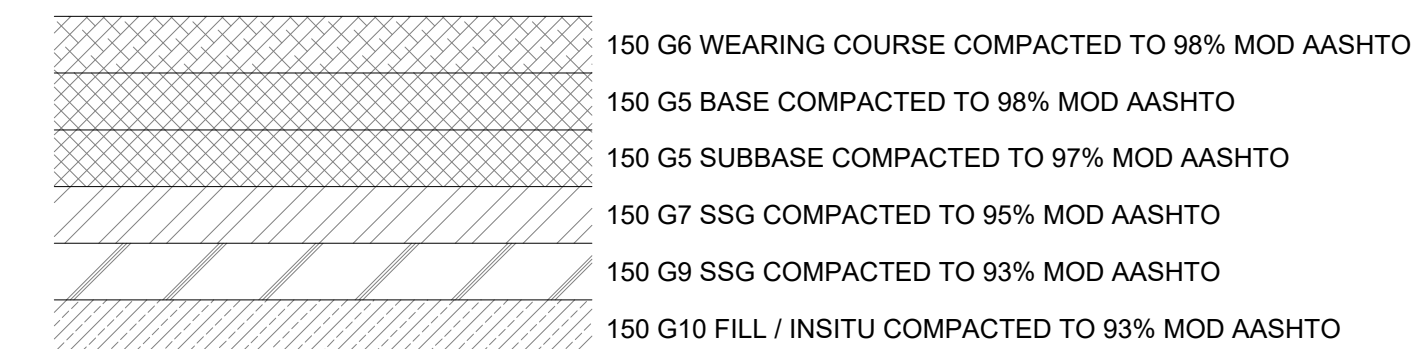 150 G6 WEARING COURSE COMPACTED TO 98% MOD AASHTO
150 G5 BASE COMPACTED TO 98% MOD AASHTO
150 G5 SUBBASE COMPACTED TO 97% MOD AASHTO
150 G7 SSG COMPACTED TO 95% MOD AASHTO
150 G9 SSG COMPACTED TO 93% MOD AASHTO
150 G10 FILL / INSITU COMPACTED TO 93% MOD AASHTO